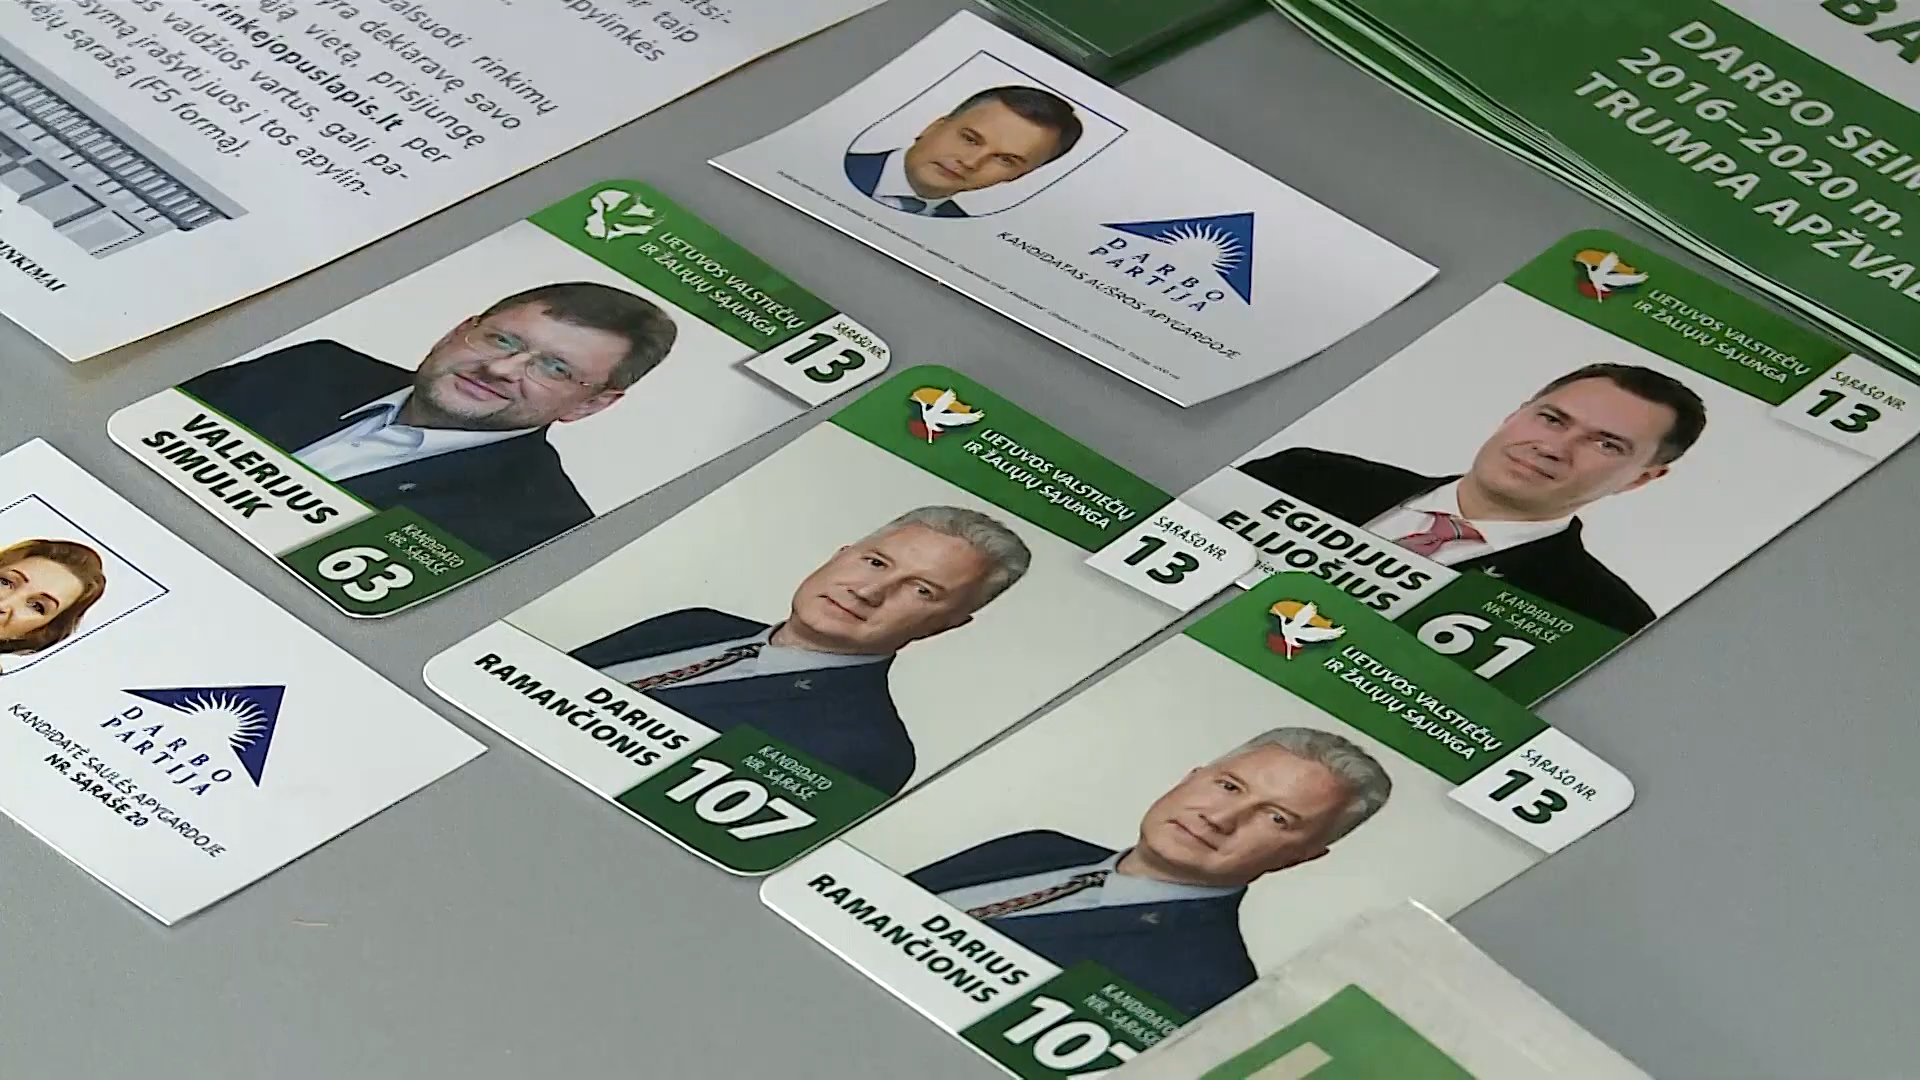 atsi-
ir taip
apylinkės
balsuoti rinkimų
yra deklaravę savo
vietą, prisijungę
rinkejopuslapis.lt per
valdžios vartus, gali pa-
įrašyti juos į tos apylin-
sąrašą (F5 formą).
DARBO
PARTIJA
KANDIDATAS AUŠROS APYGARDOJE
DARBO SEIM
2016–2020 m.
TRUMPA APŽVAL
LIETUVOS VALSTIEČIŲ
IR ŽALIŲJŲ SĄJUNGA
SĄRAŠO NR.
13
VALERIJUS
SIMULIK
KANDIDATO
NR. SĄRAŠE
63
LIETUVOS VALSTIEČIŲ
IR ŽALIŲJŲ SĄJUNGA
SĄRAŠO NR.
13
EGIDIJUS
ELIJOŠIUS
KANDIDATO
NR. SĄRAŠE
61
LIETUVOS VALSTIEČIŲ
IR ŽALIŲJŲ SĄJUNGA
SĄRAŠO NR.
13
DARIUS
RAMANČIONIS
KANDIDATO
NR. SĄRAŠE
107
LIETUVOS VALSTIEČIŲ
IR ŽALIŲJŲ SĄJUNGA
SĄRAŠO NR.
13
DARIUS
RAMANČIONIS
KANDIDATO
NR. SĄRAŠE
107
DARBO
PARTIJA
KANDIDATĖ SAULĖS APYGARDOJE
NR. SĄRAŠE 20